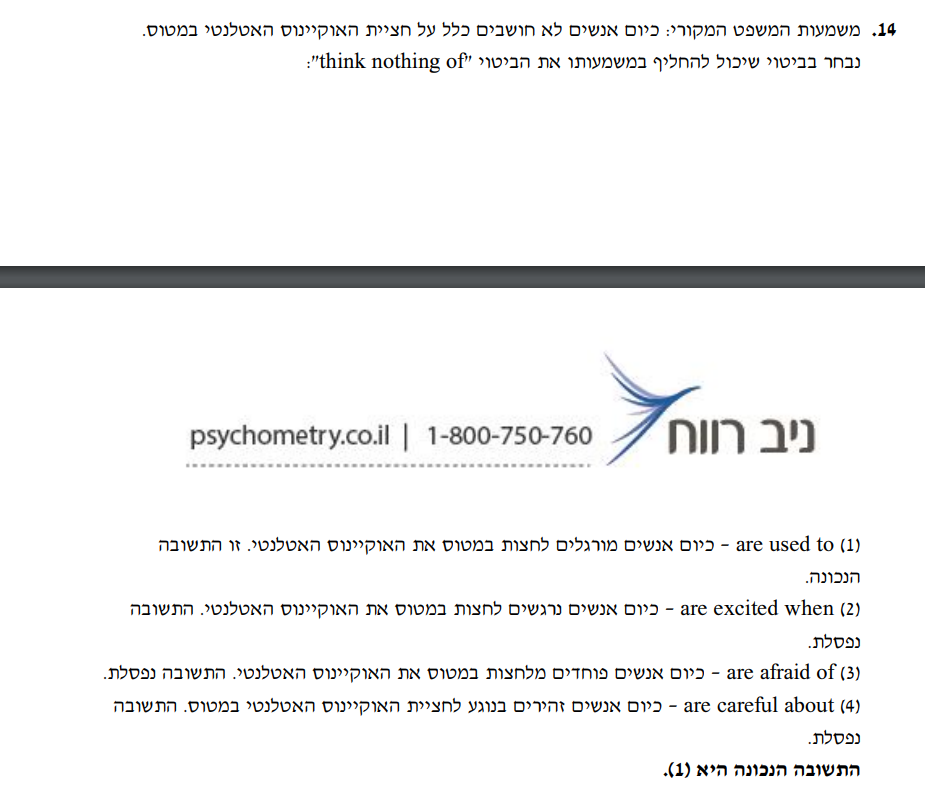 14. משמעות המשפט המקורי: כיום אנשים לא חושבים כלל על חציית האוקיינוס האטלנטי במטוס.
נבחר בביטוי שיכול להחליף במשמעותו את הביטוי "think nothing of":
ניב רווח
psychometry.co.il | 1-800-750-760
(1) are used to – כיום אנשים מורגלים לחצות במטוס את האוקיינוס האטלנטי. זו התשובה
הנכונה.
(2) are excited when – כיום אנשים נרגשים לחצות במטוס את האוקיינוס האטלנטי. התשובה
נפסלת.
(3) are afraid of – כיום אנשים פוחדים מלחצות במטוס את האוקיינוס האטלנטי. התשובה נפסלת.
(4) are careful about – כיום אנשים זהירים בנוגע לחציית האוקיינוס האטלנטי במטוס. התשובה
נפסלת.
התשובה הנכונה היא (1).